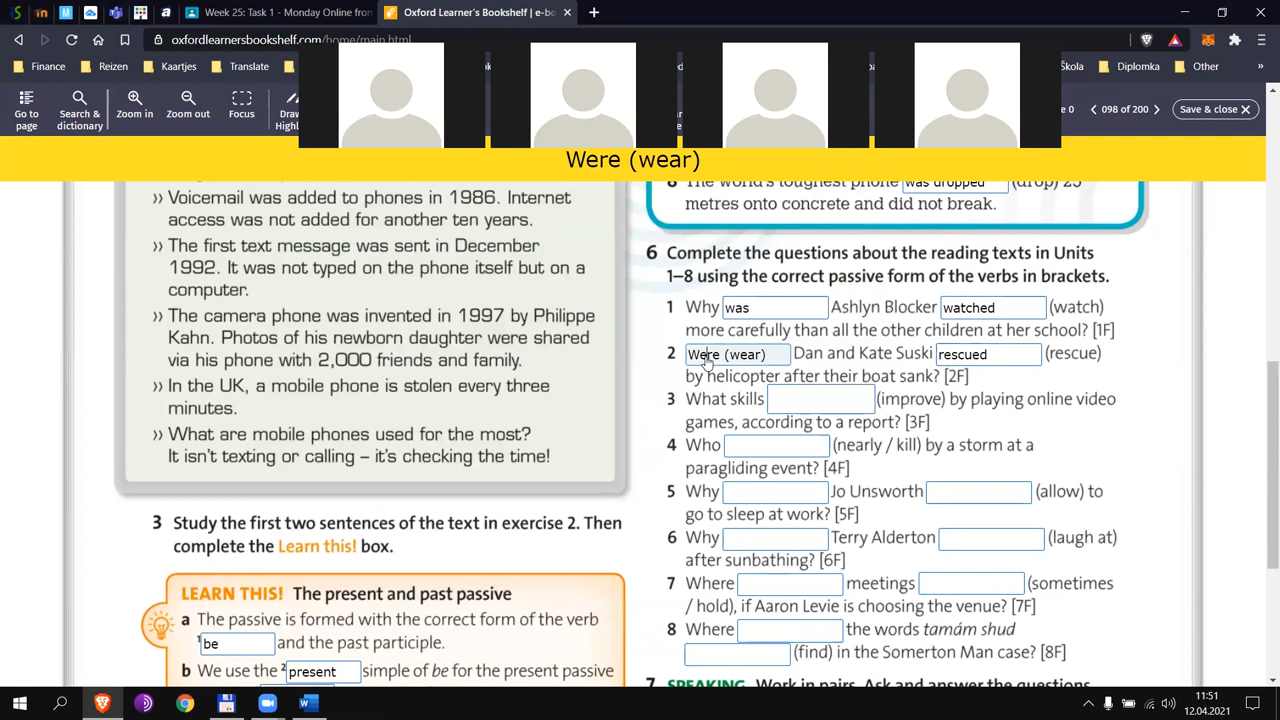 Week 25: Task 1 - Monday Online from
Oxford Learner's Bookshelf | e-bo
oxfordlearnersbookshelf.com/home/main.html
Finance
Reizen
Kaartjes
Translate
Škola
Diplomka
Other
Go to page
Search & dictionary
Zoom in
Zoom out
Focus
098 of 200
Save & close
Were (wear)
>> Voicemail was added to phones in 1986. Internet
access was not added for another ten years.
>> The first text message was sent in December
1992. It was not typed on the phone itself but on a
computer.
>> The camera phone was invented in 1997 by Philippe
Kahn. Photos of his newborn daughter were shared
via his phone with 2,000 friends and family.
>> In the UK, a mobile phone is stolen every three
minutes.
>> What are mobile phones used for the most?
It isn't texting or calling – it's checking the time!
3 Study the first two sentences of the text in exercise 2. Then
complete the Learn this! box.
LEARN THIS! The present and past passive
a The passive is formed with the correct form of the verb
1 be and the past participle.
b We use the 2 present simple of be for the present passive
8 The world's toughest phone was dropped (drop) 25
metres onto concrete and did not break.
6 Complete the questions about the reading texts in Units
1–8 using the correct passive form of the verbs in brackets.
1 Why was Ashlyn Blocker watched (watch)
more carefully than all the other children at her school? [1F]
2 Were (wear) Dan and Kate Suski rescued (rescue)
by helicopter after their boat sank? [2F]
3 What skills (improve) by playing online video
games, according to a report? [3F]
4 Who (nearly / kill) by a storm at a
paragliding event? [4F]
5 Why Jo Unsworth (allow) to
go to sleep at work? [5F]
6 Why Terry Alderton (laugh at)
after sunbathing? [6F]
7 Where meetings (sometimes
/ hold), if Aaron Levie is choosing the venue? [7F]
8 Where the words tamám shud
(find) in the Somerton Man case? [8F]
7 SPEAKING Work in pairs. Ask and answer the questions
11:51
12.04.2021